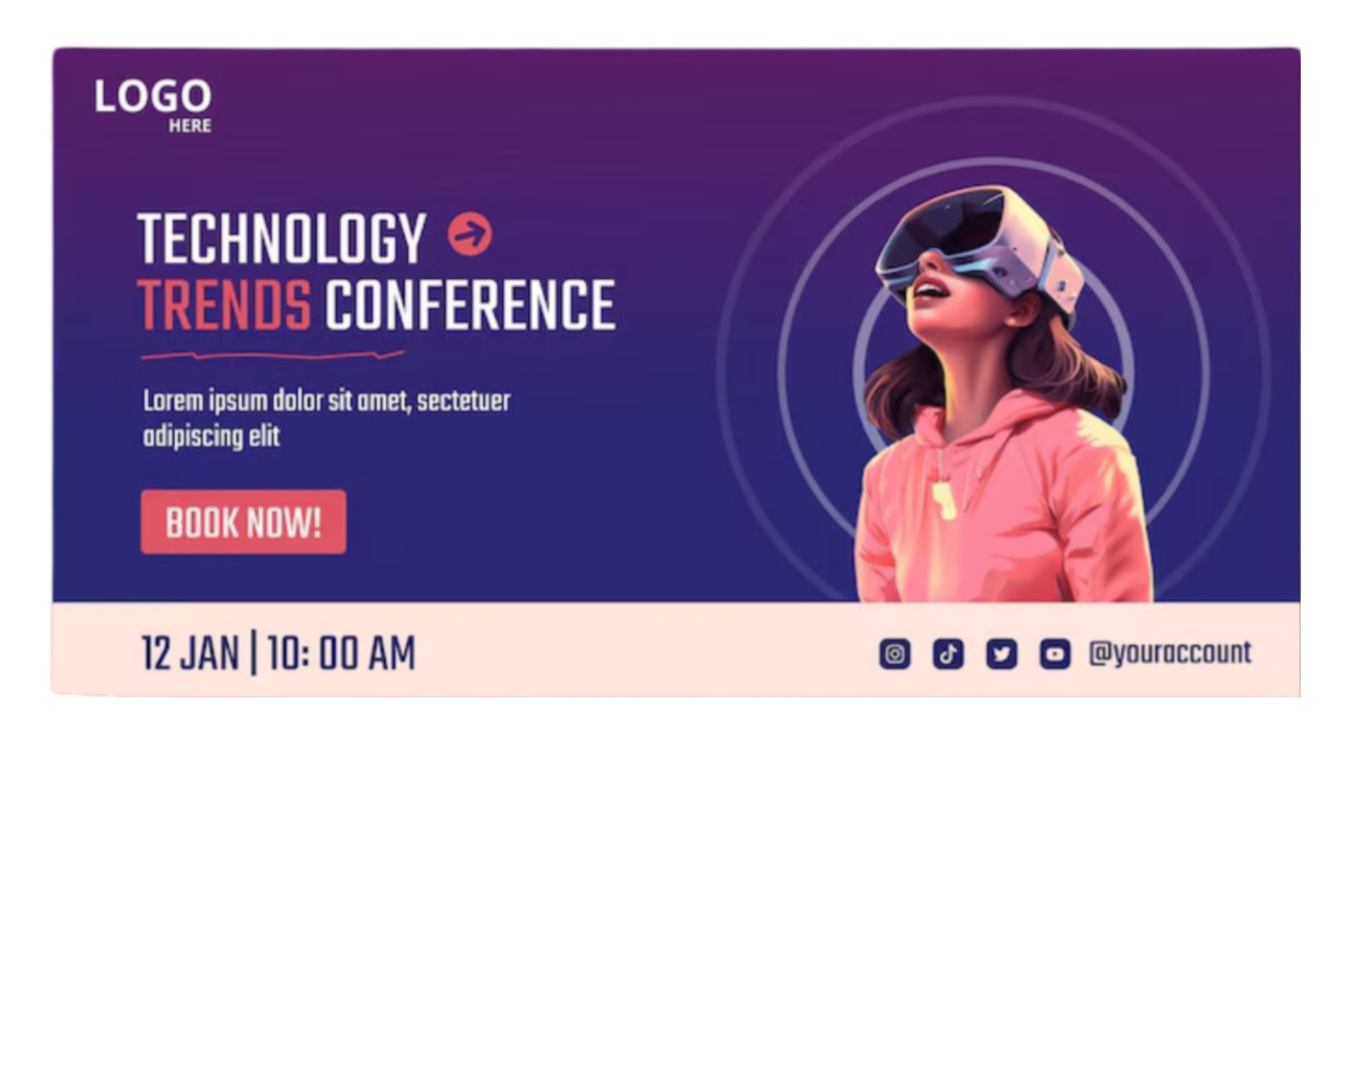 LOGO
HERE
TECHNOLOGY
TRENDS CONFERENCE
Lorem ipsum dolor sit amet, sectetuer
adipiscing elit
BOOK NOW!
12 JAN | 10: 00 AM
@youraccount